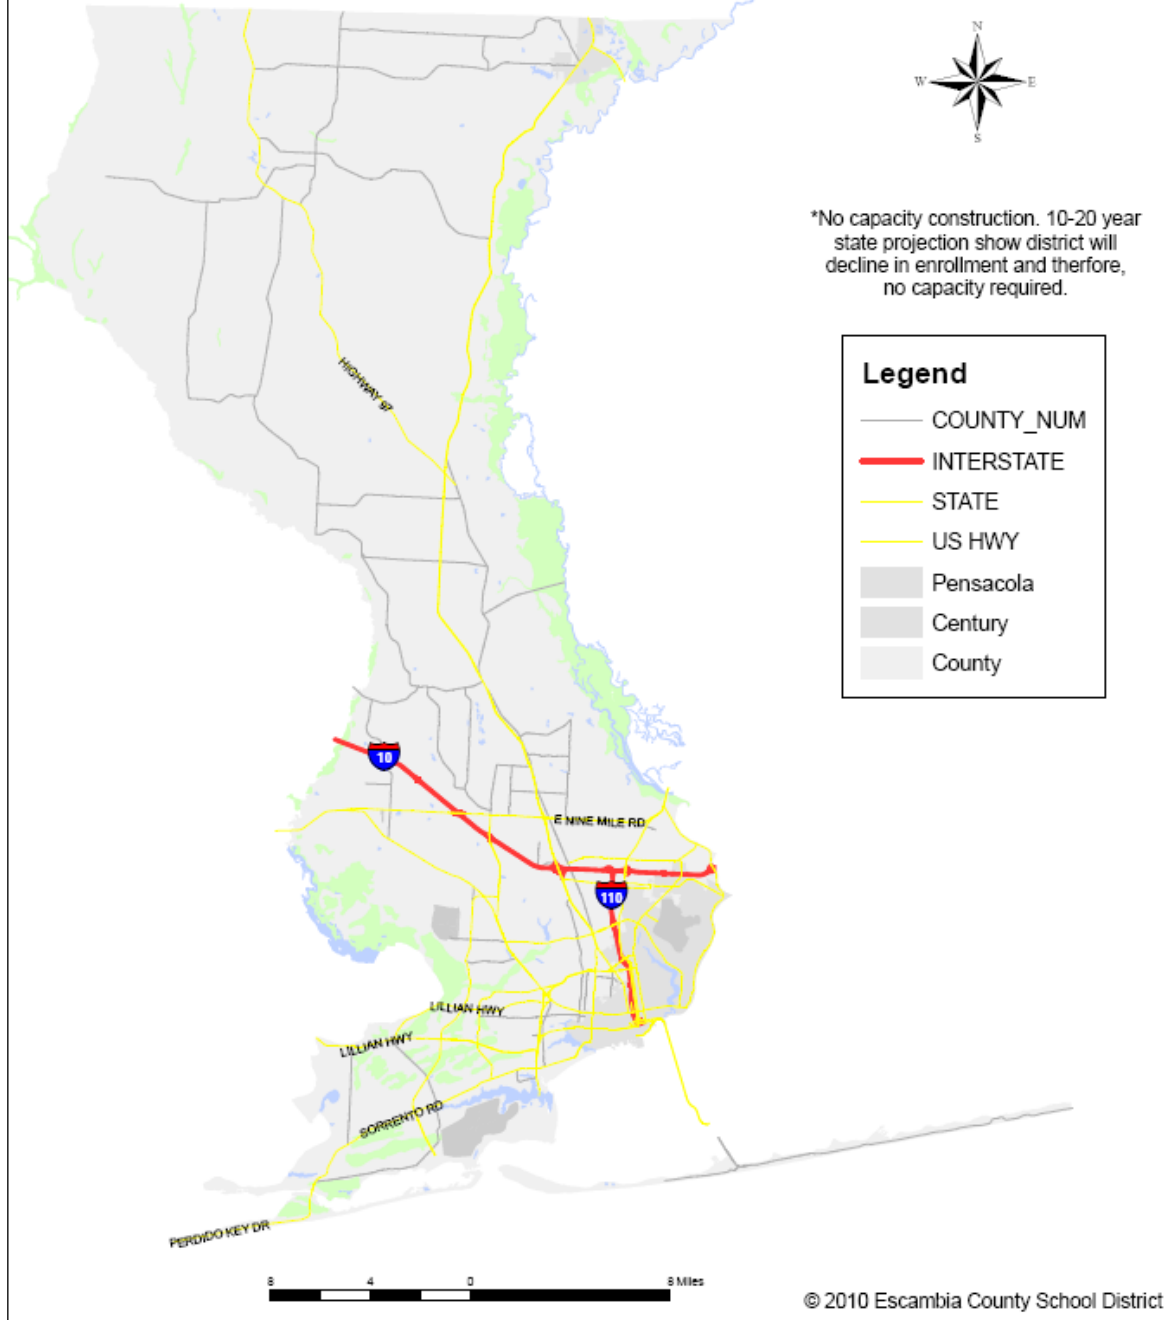 N
W E
S
*No capacity construction. 10-20 year
state projection show district will
decline in enrollment and therfore,
no capacity required.
Legend
COUNTY_NUM
INTERSTATE
STATE
US HWY
Pensacola
Century
County
HIGHWAY 97
10
E NINE MILE RD
110
LILLIAN HWY
LILLIAN HWY
SORRENTO RD
PERDIDO KEY DR
8 4 0 8 Miles
© 2010 Escambia County School District